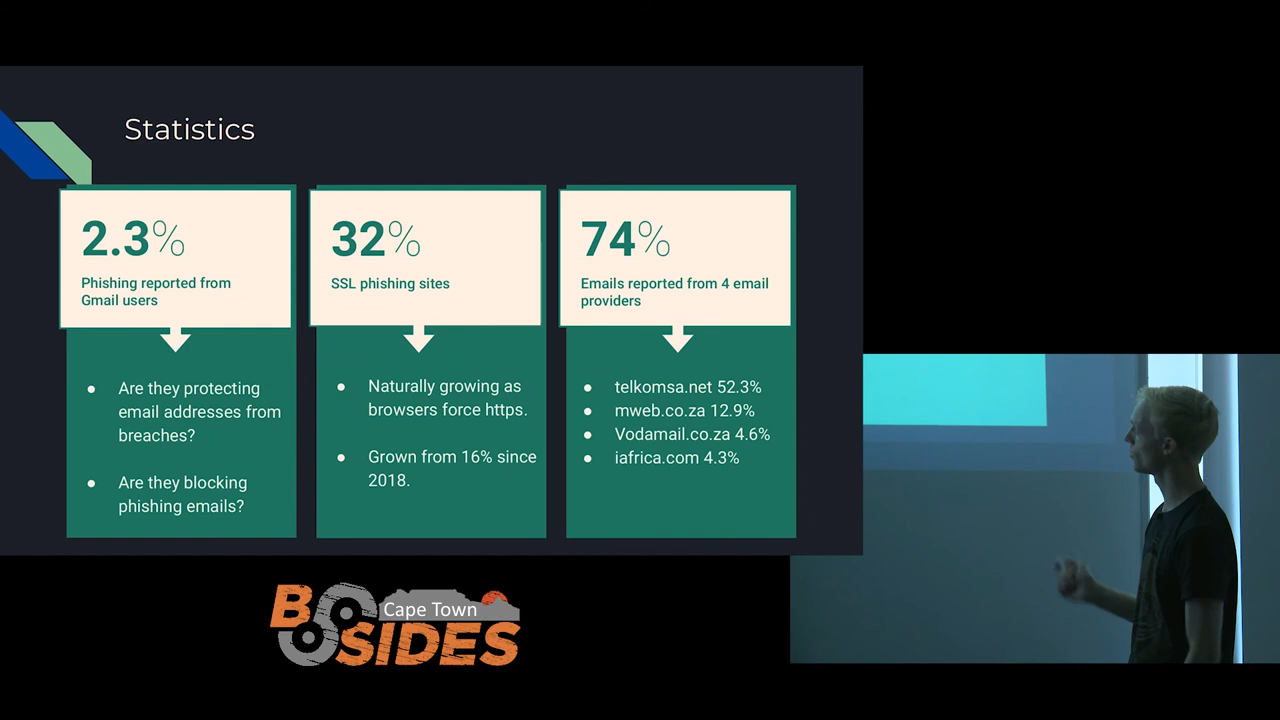 Statistics
2.3%
Phishing reported from
Gmail users
● Are they protecting
email addresses from
breaches?
● Are they blocking
phishing emails?
32%
SSL phishing sites
● Naturally growing as
browsers force https.
● Grown from 16% since
2018.
74%
Emails reported from 4 email
providers
● telkomsa.net 52.3%
● mweb.co.za 12.9%
● Vodamail.co.za 4.6%
● iafrica.com 4.3%
B
Cape Town
SIDES